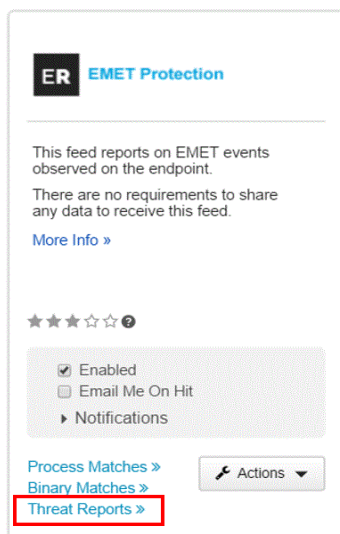 ER EMET Protection
This feed reports on EMET events
observed on the endpoint.
There are no requirements to share
any data to receive this feed.
More Info »
Enabled
Email Me On Hit
Notifications
Process Matches »
Actions
Binary Matches »
Threat Reports »